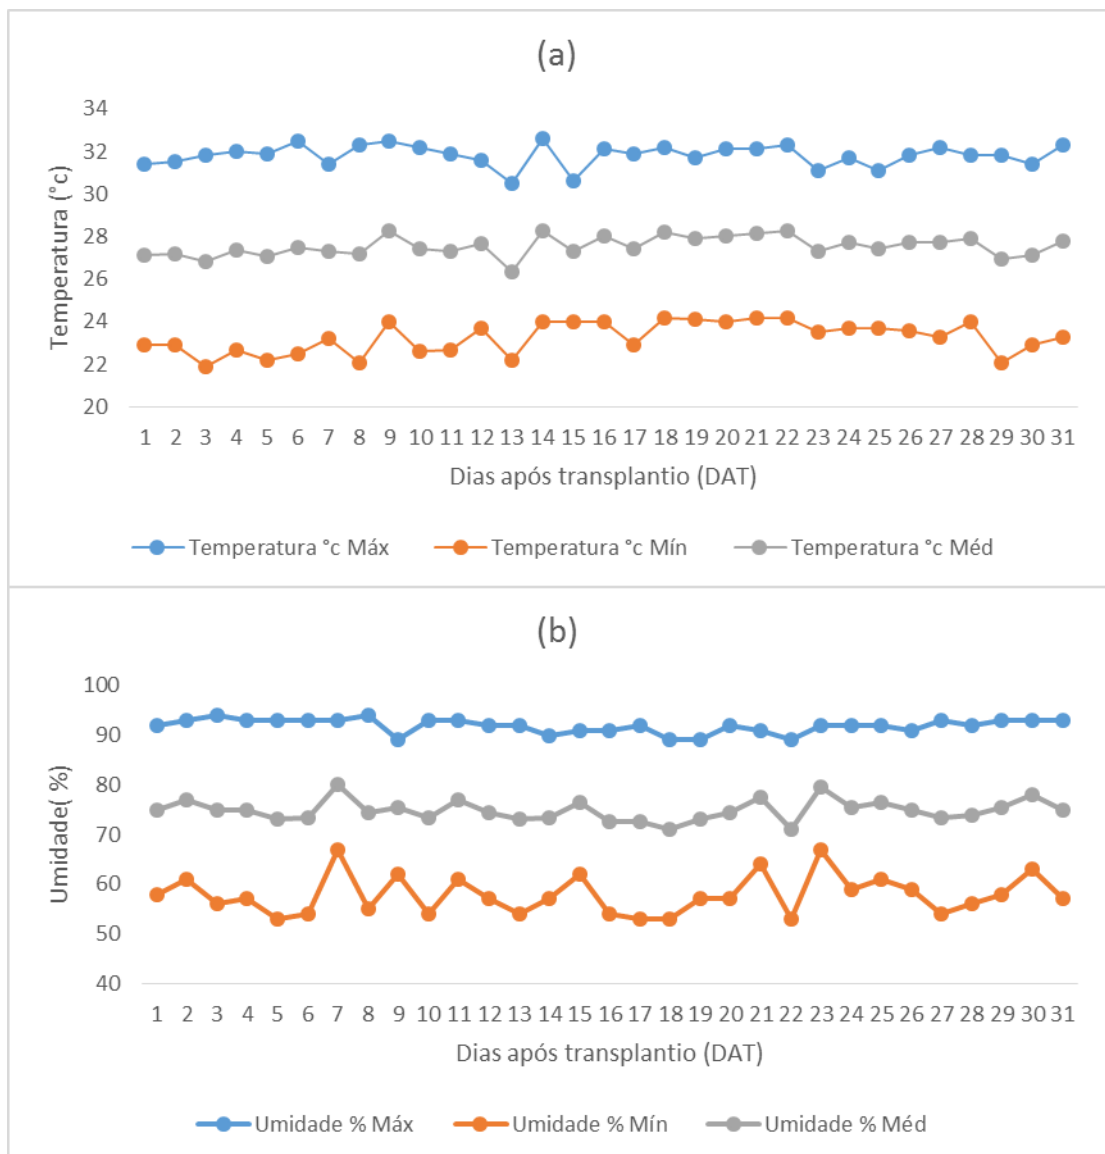 (a)
34
32
30
28
26
24
22
20
Temperatura (°c)
1 2 3 4 5 6 7 8 9 10 11 12 13 14 15 16 17 18 19 20 21 22 23 24 25 26 27 28 29 30 31
Dias após transplantio (DAT)
Temperatura °c Máx Temperatura °c Mín Temperatura °c Méd
(b)
100
90
80
70
60
50
40
Umidade( %)
1 2 3 4 5 6 7 8 9 10 11 12 13 14 15 16 17 18 19 20 21 22 23 24 25 26 27 28 29 30 31
Dias após transplantio (DAT)
Umidade % Máx Umidade % Mín Umidade % Méd